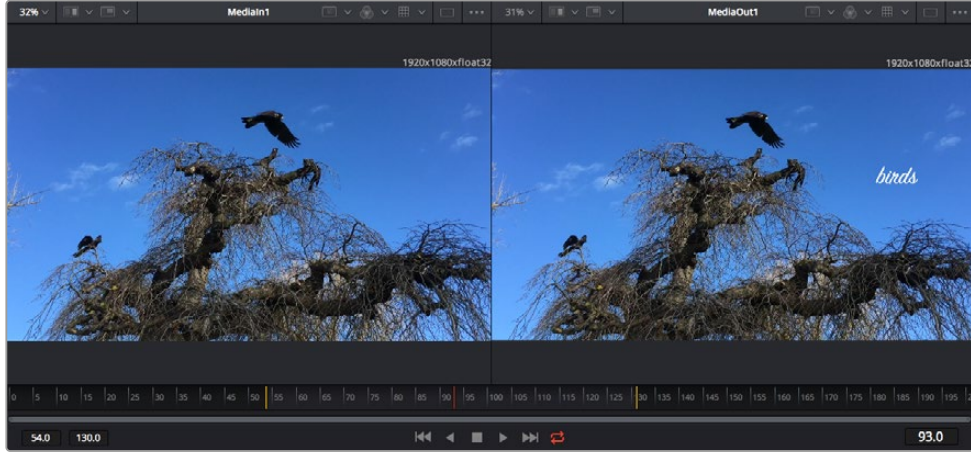 32% MediaIn1 31% MediaOut1
1920x1080xfloat32 1920x1080xfloat32
birds
0 5 10 15 20 25 30 35 40 45 50 55 60 65 70 75 80 85 90 95 100 105 110 115 120 125 130 135 140 145 150 155 160 165 170 175 180 185 190 195
54.0 130.0 93.0